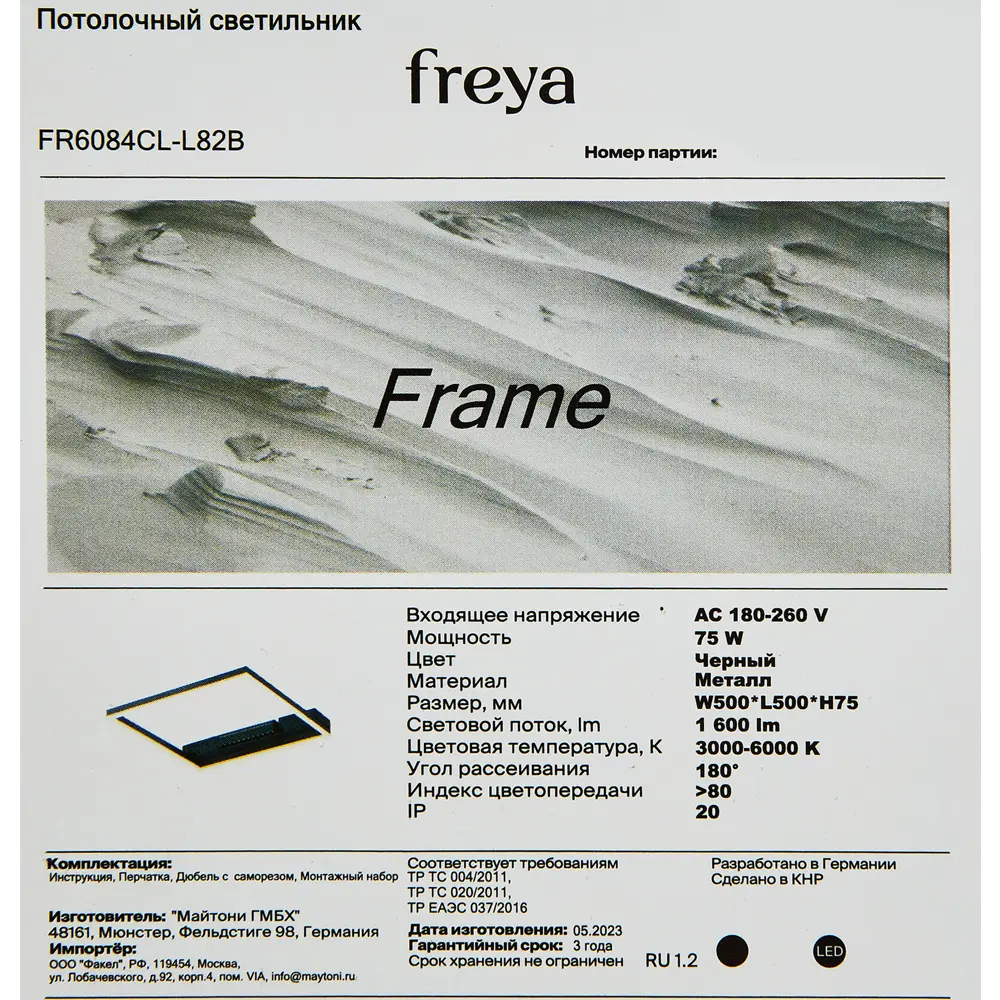 Потолочный светильник
freya
FR6084CL-L82B
Номер партии:
Frame
Входящее напряжение AC 180-260 V
Мощность 75 W
Цвет Черный
Материал Металл
Размер, мм W500*L500*H75
Световой поток, lm 1 600 lm
Цветовая температура, К 3000-6000 K
Угол рассеивания 180°
Индекс цветопередачи >80
IP 20
Комплектация:
Инструкция, Перчатка, Дюбель с саморезом, Монтажный набор
Изготовитель: "Майтони ГМБХ"
48161, Мюнстер, Фельдстиге 98, Германия
Импортёр:
ООО "Факел", РФ, 119454, Москва,
ул. Лобачевского, д.92, корп.4, пом. VIA, info@maytoni.ru
Соответствует требованиям
ТР ТС 004/2011,
ТР ТС 020/2011,
ТР ЕАЭС 037/2016
Дата изготовления: 05.2023
Гарантийный срок: 3 года
Срок хранения не ограничен
RU 1.2
Разработано в Германии
Сделано в КНР
LED